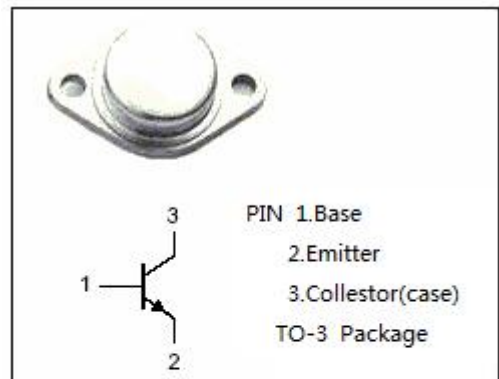 3
1
2
PIN 1.Base
2.Emitter
3.Collestor(case)
TO-3 Package